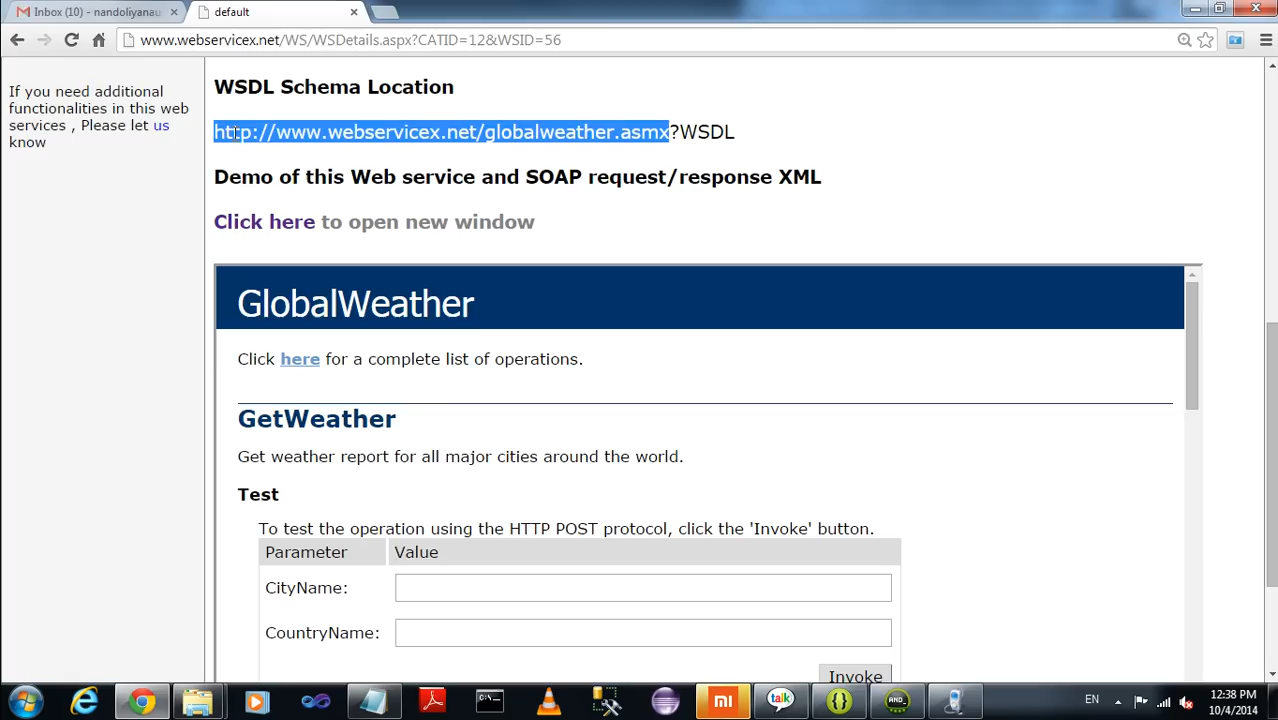 Inbox (10) - nandoliyanau
default
www.webservicex.net/WS/WSDetails.aspx?CATID=12&WSID=56
If you need additional
functionalities in this web
services , Please let us
know
WSDL Schema Location
http://www.webservicex.net/globalweather.asmx?WSDL
Demo of this Web service and SOAP request/response XML
Click here to open new window
GlobalWeather
Click here for a complete list of operations.
GetWeather
Get weather report for all major cities around the world.
Test
To test the operation using the HTTP POST protocol, click the 'Invoke' button.
Parameter Value
CityName:
CountryName:
Invoke
mi
talk
AND_
EN
12:38 PM
10/4/2014